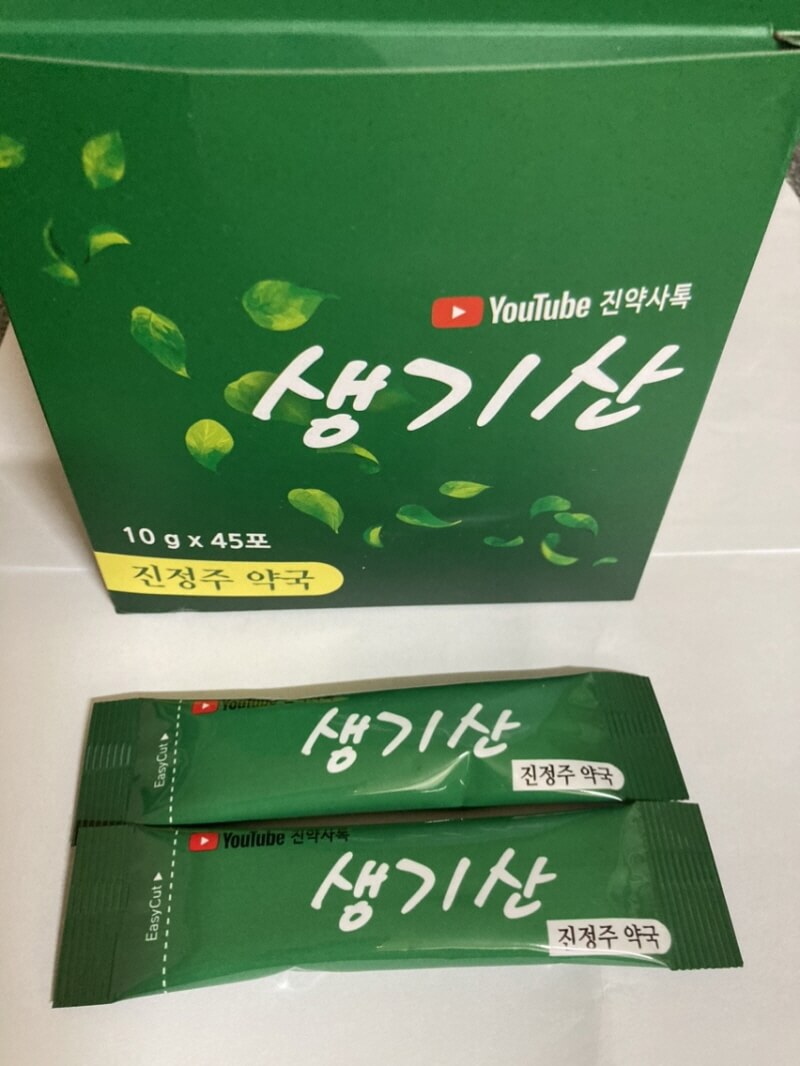 YouTube 진약사톡
생기산
10 g x 45포
진정주 약국
EasyCut
YouTube
생기산
진정주 약국
EasyCut
YouTube 진약사톡
생기산
진정주 약국